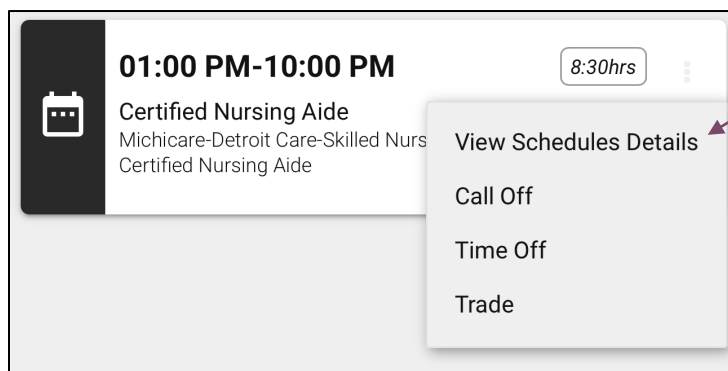 01:00 PM-10:00 PM
8:30hrs
Certified Nursing Aide
Michicare-Detroit Care-Skilled Nurs
Certified Nursing Aide
View Schedules Details
Call Off
Time Off
Trade